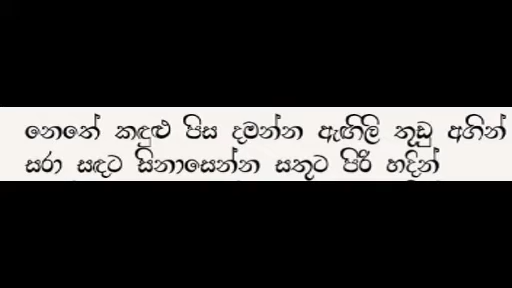 නෙතේ කඳුළු පිස දමන්න ඇඟිලි තුඩු අගින්
සරා සඳට සිනාසෙන්න සතුට පිරි හදින්